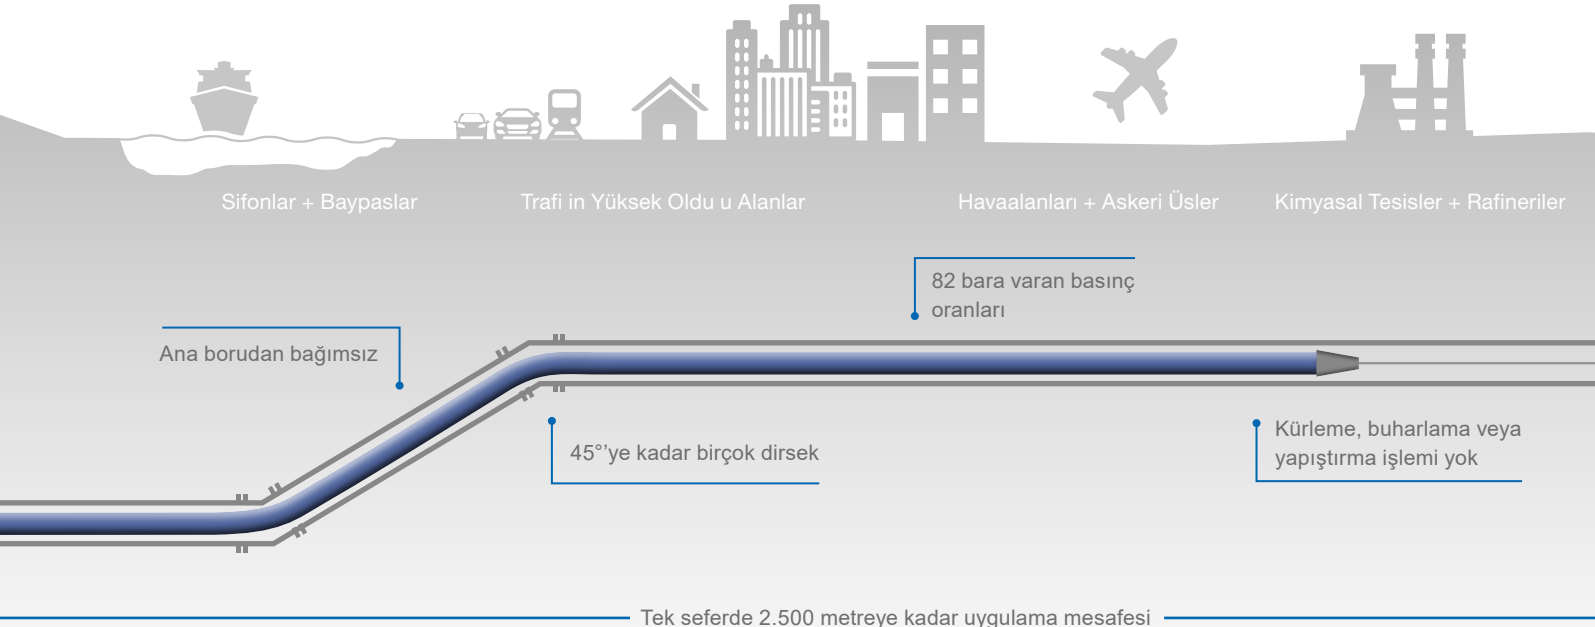 Sifonlar + Baypaslar
Trafi in Yüksek Oldu u Alanlar
Havaalanları + Askeri Üsler
Kimyasal Tesisler + Rafineriler
82 bara varan basınç
oranları
Ana borudan bağımsız
45°'ye kadar birçok dirsek
Kürleme, buharlama veya
yapıştırma işlemi yok
Tek seferde 2.500 metreye kadar uygulama mesafesi